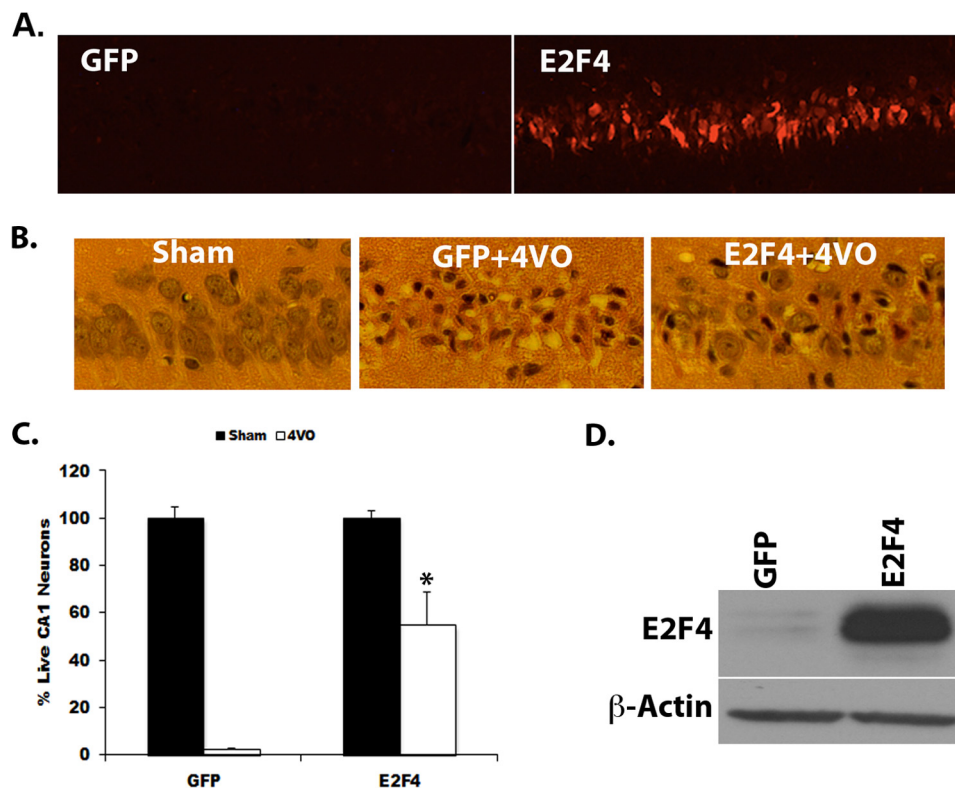 A.
GFP
E2F4
B.
Sham
GFP+4VO
E2F4+4VO
C.
■ Sham □ 4VO
% Live CA1 Neurons
120
100
80
60
40
20
0
*
GFP
E2F4
D.
GFP
E2F4
E2F4
β-Actin